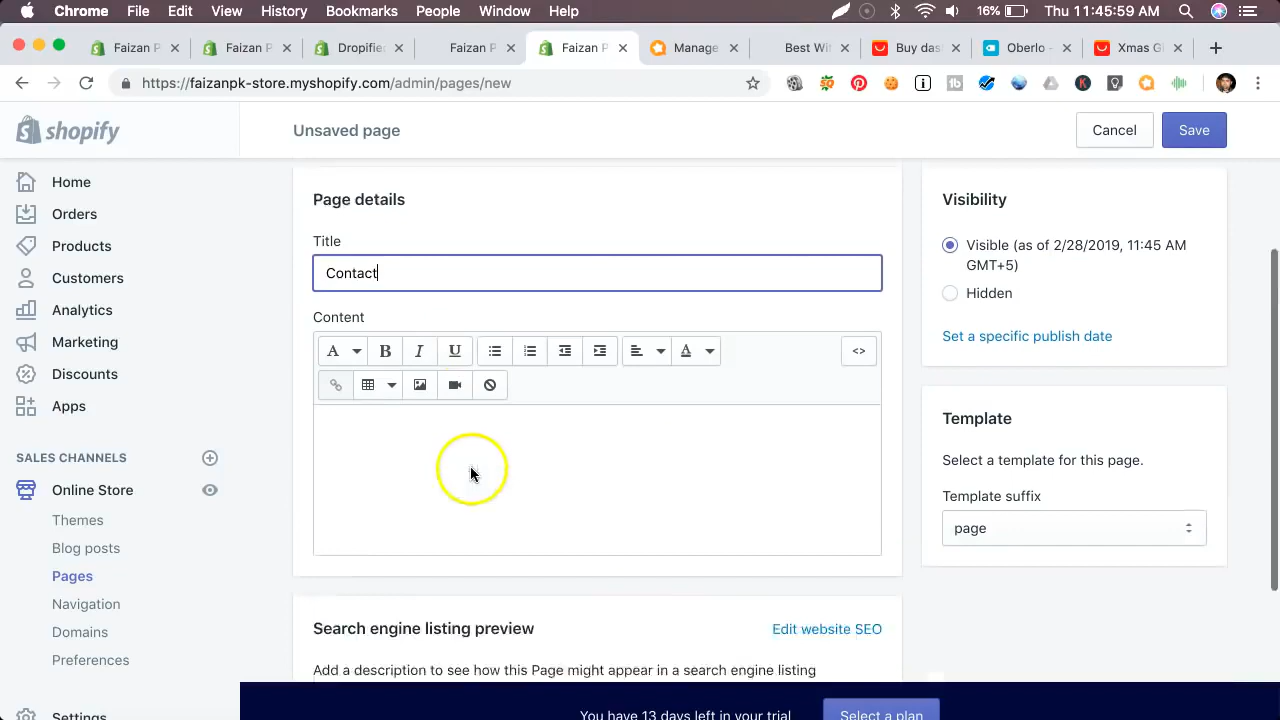 Chrome File Edit View History Bookmarks People Window Help 16% Thu 11:45:59 AM
Faizan P Faizan P Dropifie Faizan P Faizan P Manage Best Wi Buy das Oberlo - Xmas G
https://faizanpk-store.myshopify.com/admin/pages/new
shopify
Unsaved page
Cancel
Save
Home
Orders
Products
Customers
Analytics
Marketing
Discounts
Apps
SALES CHANNELS
Online Store
Themes
Blog posts
Pages
Navigation
Domains
Preferences
Settings
Page details
Title
Contact
Content
A B I U A <>
Search engine listing preview
Edit website SEO
Add a description to see how this Page might appear in a search engine listing
Visibility
Visible (as of 2/28/2019, 11:45 AM
GMT+5)
Hidden
Set a specific publish date
Template
Select a template for this page.
Template suffix
page
You have 13 days left in your trial
Select a plan